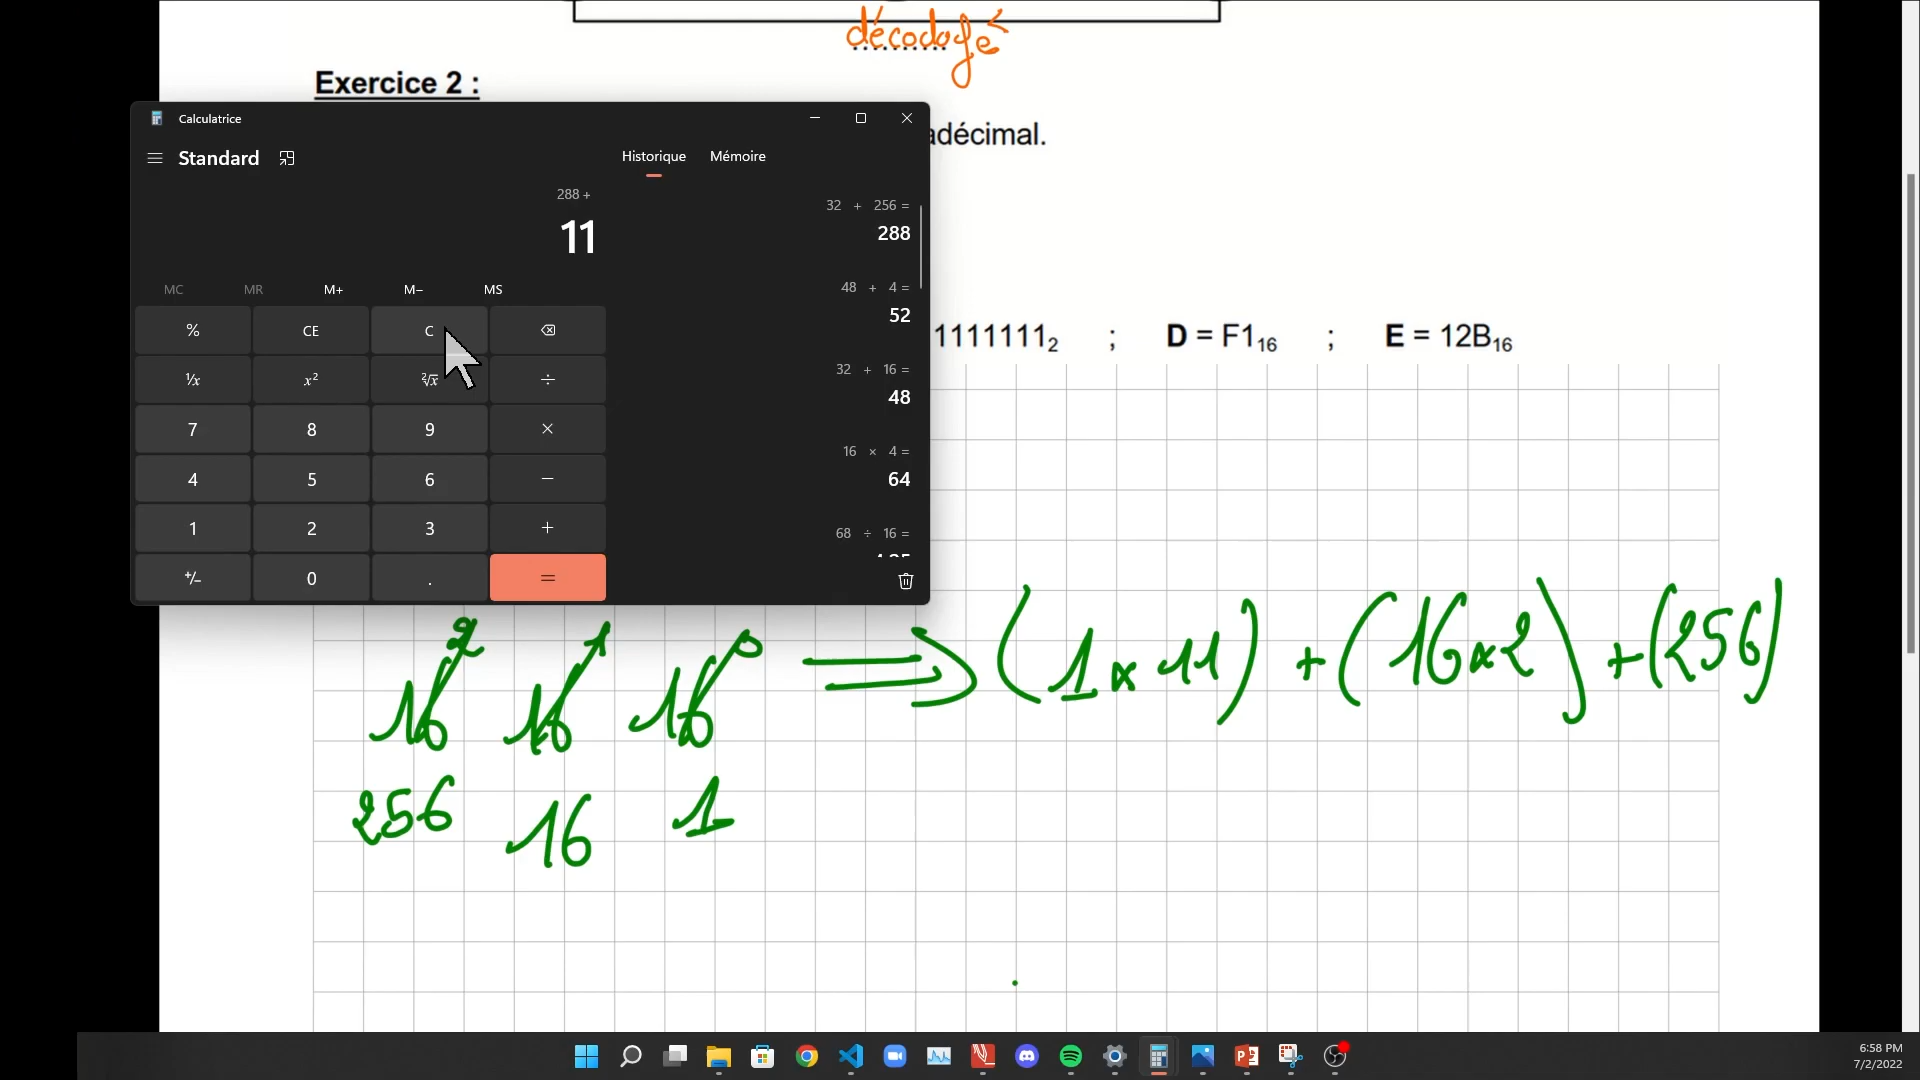 décodage
Exercice 2 :
adécimal.
Calculatrice
Standard
Historique
Mémoire
288 +
11
32 + 256 =
288
48 + 4 =
52
32 + 16 =
48
16 × 4 =
64
68 ÷ 16 =
MC MR M+ M− MS
% CE C ⌫
¹/x x² ²√x ÷
7 8 9 ×
4 5 6 −
1 2 3 +
+/− 0 . =
1111111₂ ; D = F1₁₆ ; E = 12B₁₆
16² 16¹ 16⁰ ⇒ (1 x 11) + (16 x 2) + (256)
256 16 1
6:58 PM
7/2/2022